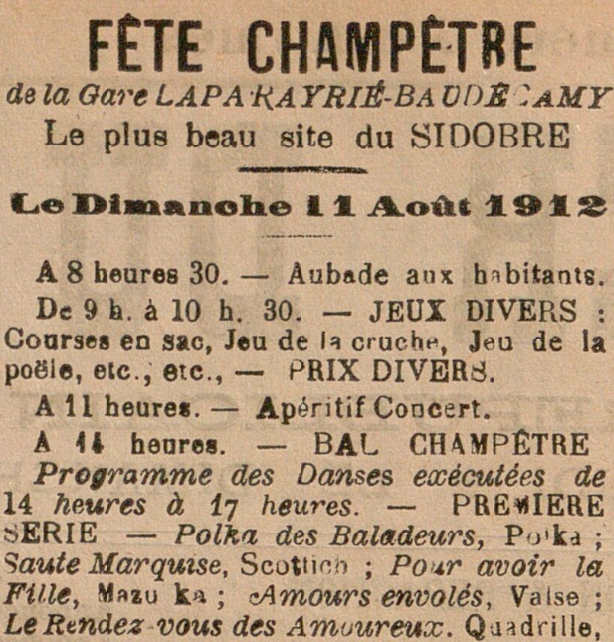 FÊTE CHAMPÊTRE
de la Gare LAPARAYRIÉ-BAUDÉCAMY
Le plus beau site du SIDOBRE
Le Dimanche 11 Août 1912
A 8 heures 30. — Aubade aux habitants.
De 9 h. à 10 h. 30. — JEUX DIVERS :
Courses en sac, Jeu de la cruche, Jeu de la
poële, etc., etc., — PRIX DIVERS.
A 11 heures. — Apéritif Concert.
A 14 heures. — BAL CHAMPÊTRE
Programme des Danses exécutées de
14 heures à 17 heures. — PREMIERE
SERIE — Polka des Baladeurs, Polka ;
Saute Marquise, Scottich ; Pour avoir la
Fille, Mazurka ; Amours envolés, Valse ;
Le Rendez-vous des Amoureux. Quadrille.